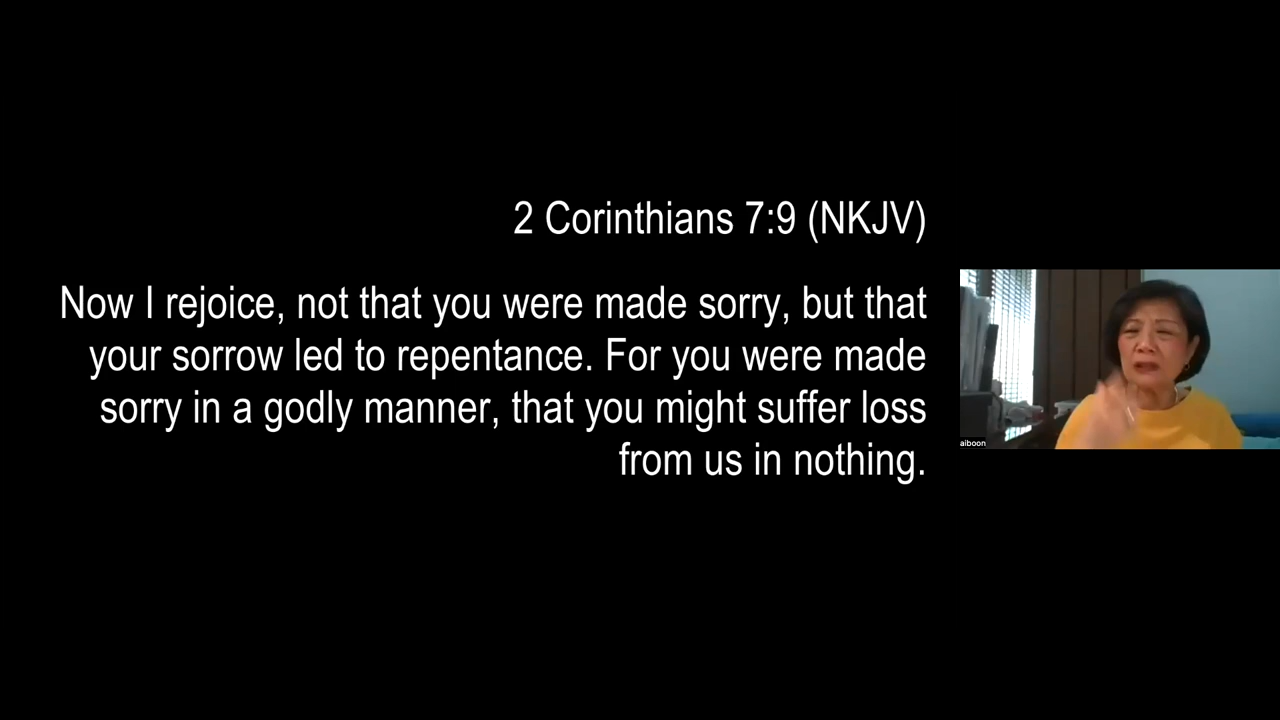 2 Corinthians 7:9 (NKJV)
Now I rejoice, not that you were made sorry, but that
your sorrow led to repentance. For you were made
sorry in a godly manner, that you might suffer loss
from us in nothing.
aiboon